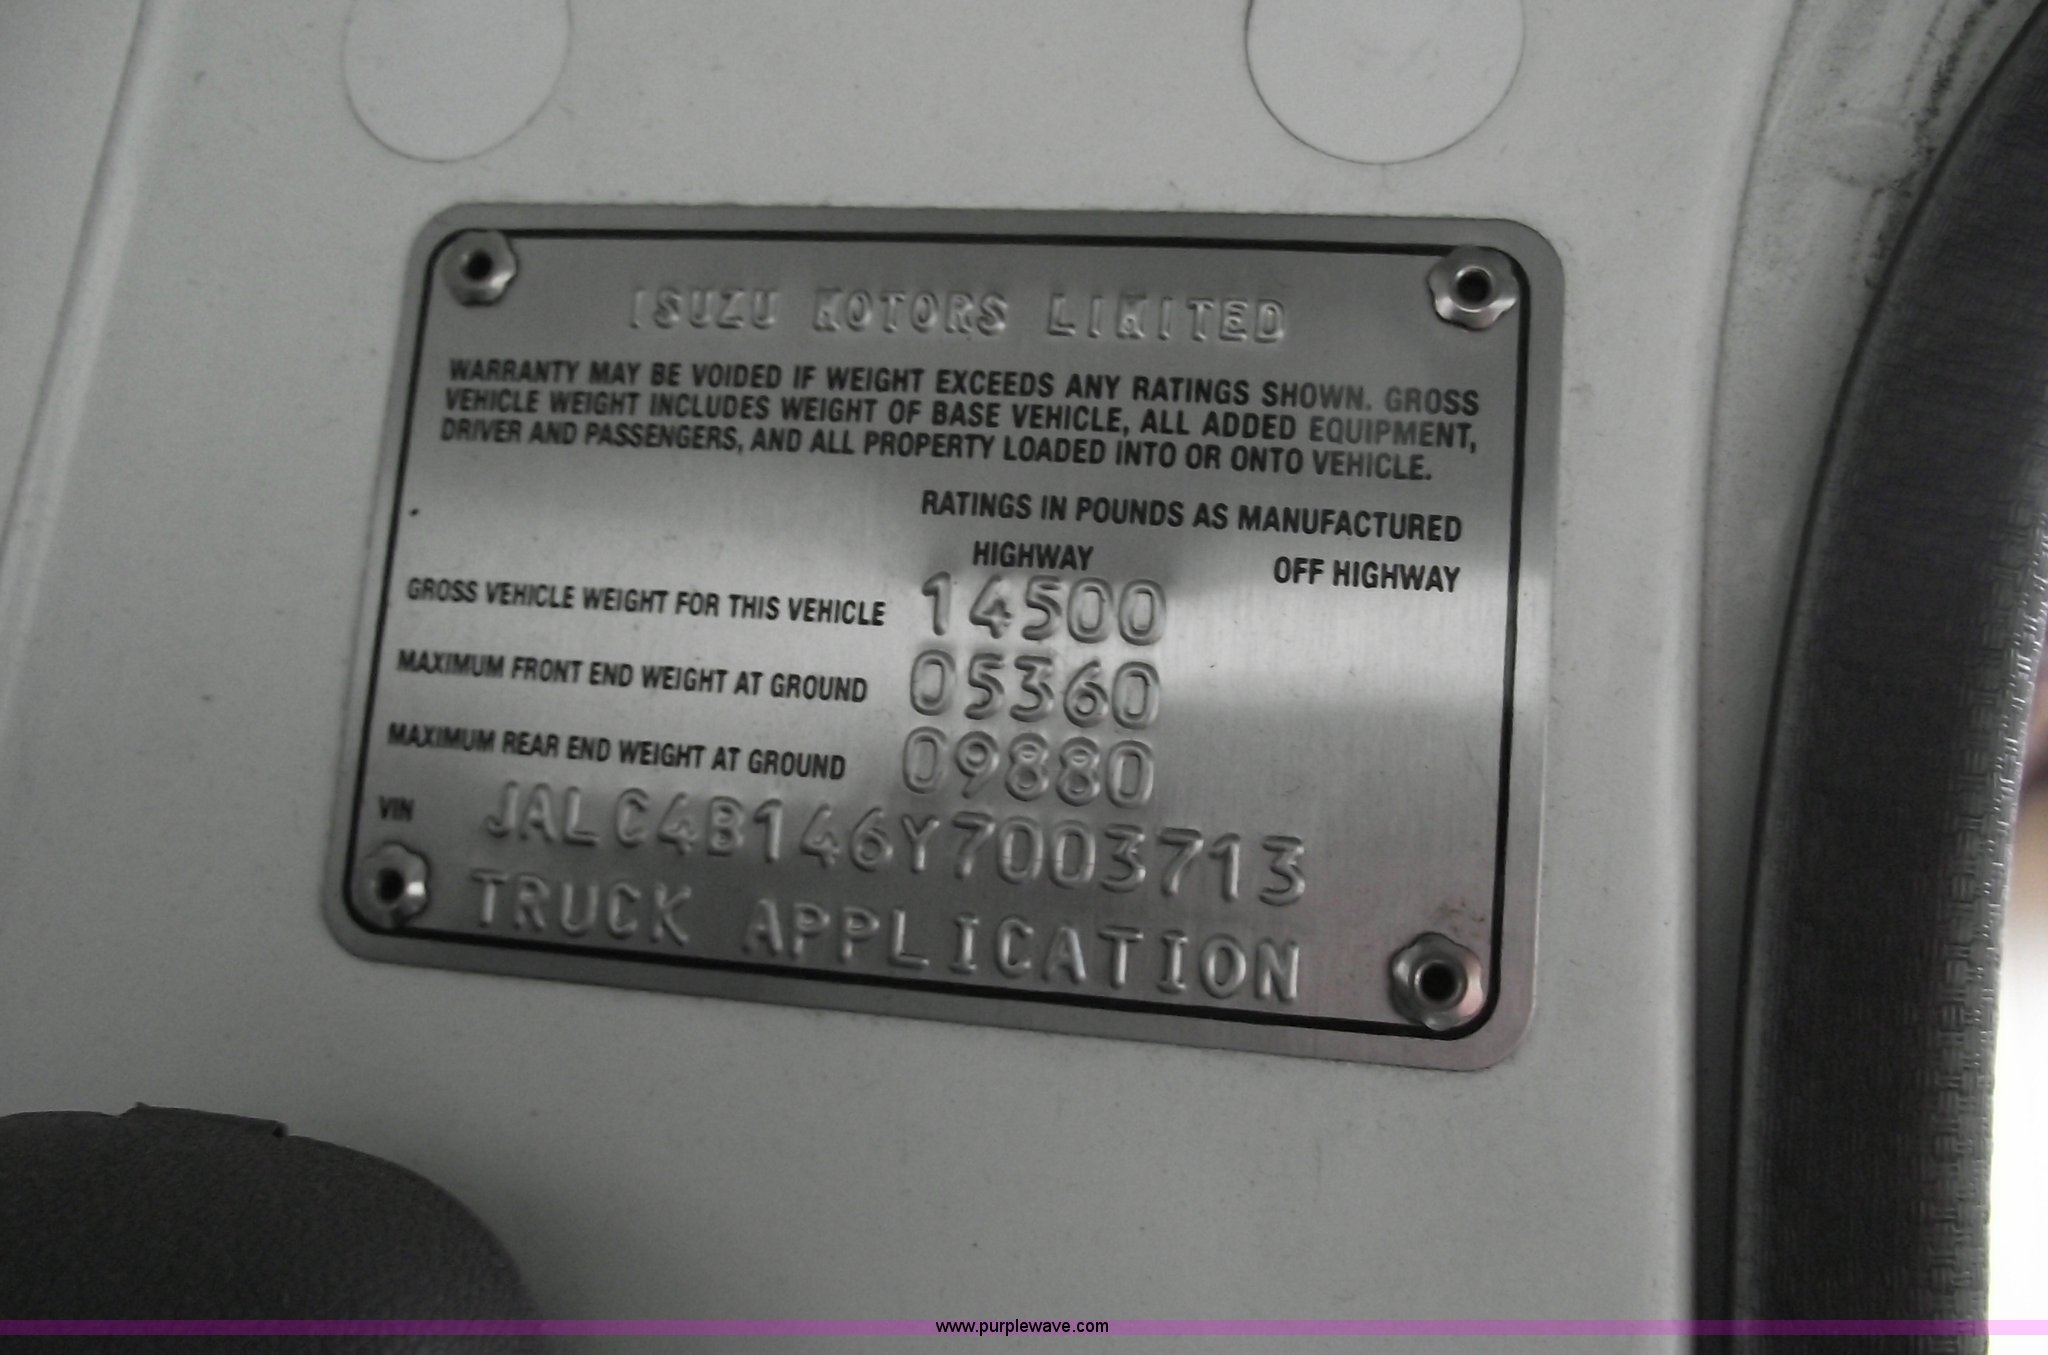 ISUZU MOTORS LIMITED
WARRANTY MAY BE VOIDED IF WEIGHT EXCEEDS ANY RATINGS SHOWN. GROSS
VEHICLE WEIGHT INCLUDES WEIGHT OF BASE VEHICLE, ALL ADDED EQUIPMENT,
DRIVER AND PASSENGERS, AND ALL PROPERTY LOADED INTO OR ONTO VEHICLE.
RATINGS IN POUNDS AS MANUFACTURED
HIGHWAY OFF HIGHWAY
GROSS VEHICLE WEIGHT FOR THIS VEHICLE 14500
MAXIMUM FRONT END WEIGHT AT GROUND 05360
MAXIMUM REAR END WEIGHT AT GROUND 09880
VIN JALC4B146Y7003713
TRUCK APPLICATION
www.purplewave.com